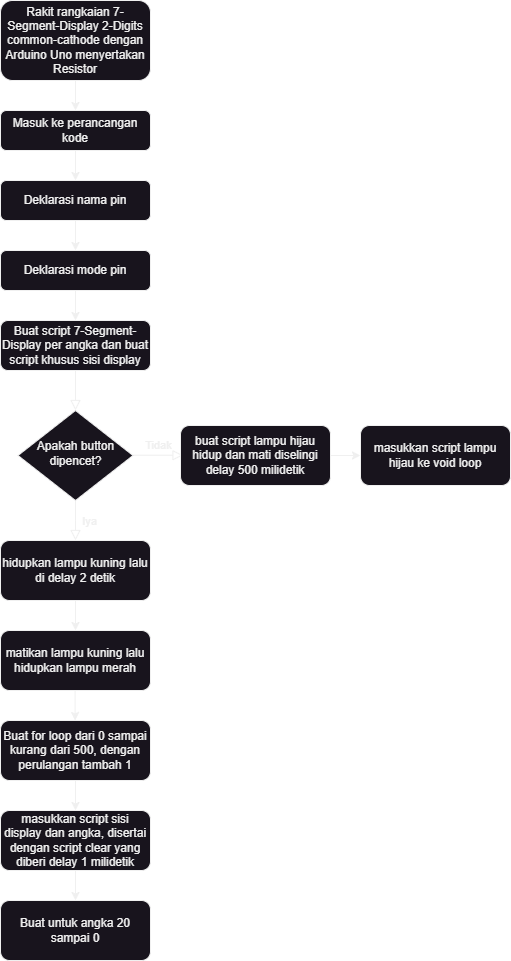 Rakit rangkaian 7-
Segment-Display 2-Digits
common-cathode dengan
Arduino Uno menyertakan
Resistor
Masuk ke perancangan
kode
Deklarasi nama pin
Deklarasi mode pin
Buat script 7-Segment-
Display per angka dan buat
script khusus sisi display
Apakah button
dipencet?
Tidak
buat script lampu hijau
hidup dan mati diselingi
delay 500 milidetik
masukkan script lampu
hijau ke void loop
Iya
hidupkan lampu kuning lalu
di delay 2 detik
matikan lampu kuning lalu
hidupkan lampu merah
Buat for loop dari 0 sampai
kurang dari 500, dengan
perulangan tambah 1
masukkan script sisi
display dan angka, disertai
dengan script clear yang
diberi delay 1 milidetik
Buat untuk angka 20
sampai 0